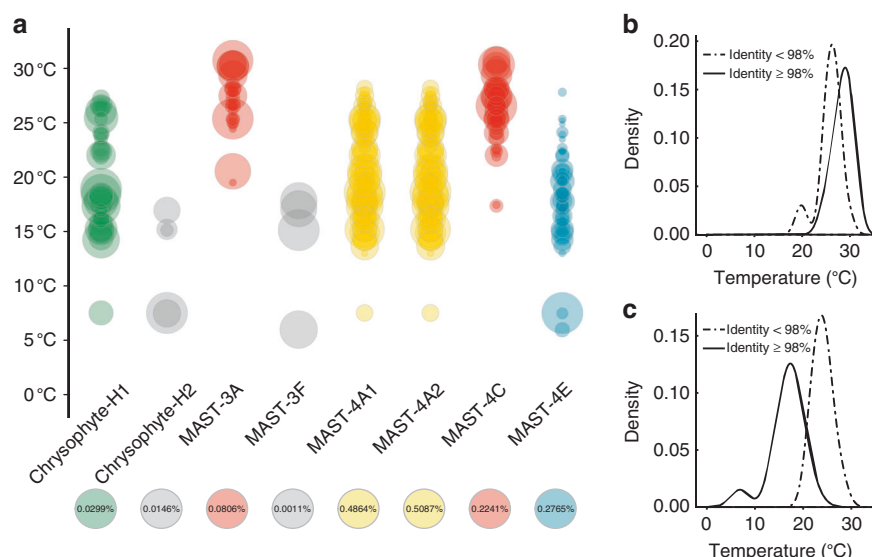 a
30 °C
25 °C
20 °C
15 °C
10 °C
5 °C
0 °C
Chrysophyte-H1
Chrysophyte-H2
MAST-3A
MAST-3F
MAST-4A1
MAST-4A2
MAST-4C
MAST-4E
0.0299%
0.0146%
0.0806%
0.0011%
0.4864%
0.5087%
0.2241%
0.2765%
b
Identity < 98%
Identity ≥ 98%
0.20
0.15
0.10
0.05
0.00
Density
0 10 20 30
Temperature (°C)
c
Identity < 98%
Identity ≥ 98%
0.15
0.10
0.05
0.00
Density
0 10 20 30
Temperature (°C)